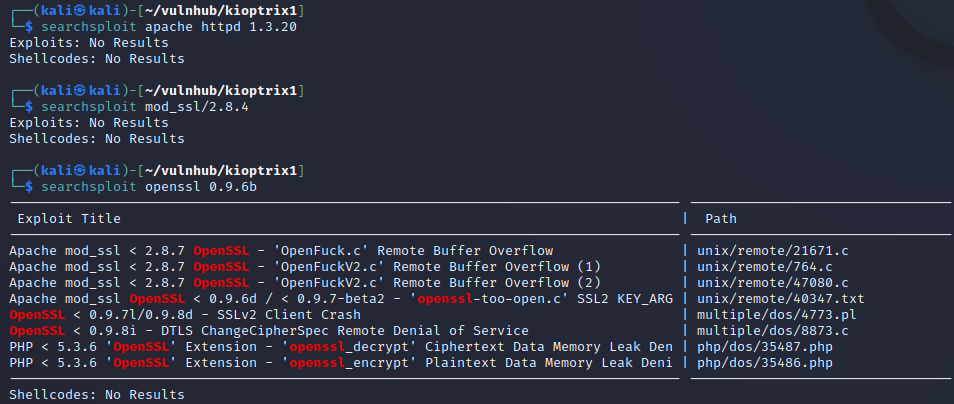 ┌──(kali㉿kali)-[~/vulnhub/kioptrix1]
└─$ searchsploit apache httpd 1.3.20
Exploits: No Results
Shellcodes: No Results
┌──(kali㉿kali)-[~/vulnhub/kioptrix1]
└─$ searchsploit mod_ssl/2.8.4
Exploits: No Results
Shellcodes: No Results
┌──(kali㉿kali)-[~/vulnhub/kioptrix1]
└─$ searchsploit openssl 0.9.6b
Exploit Title | Path
Apache mod_ssl < 2.8.7 OpenSSL - 'OpenFuck.c' Remote Buffer Overflow | unix/remote/21671.c
Apache mod_ssl < 2.8.7 OpenSSL - 'OpenFuckV2.c' Remote Buffer Overflow (1) | unix/remote/764.c
Apache mod_ssl < 2.8.7 OpenSSL - 'OpenFuckV2.c' Remote Buffer Overflow (2) | unix/remote/47080.c
Apache mod_ssl OpenSSL < 0.9.6d / < 0.9.7-beta2 - 'openssl-too-open.c' SSL2 KEY_ARG | unix/remote/40347.txt
OpenSSL < 0.9.7l/0.9.8d - SSLv2 Client Crash | multiple/dos/4773.pl
OpenSSL < 0.9.8i - DTLS ChangeCipherSpec Remote Denial of Service | multiple/dos/8873.c
PHP < 5.3.6 'OpenSSL' Extension - 'openssl_decrypt' Ciphertext Data Memory Leak Den | php/dos/35487.php
PHP < 5.3.6 'OpenSSL' Extension - 'openssl_encrypt' Plaintext Data Memory Leak Deni | php/dos/35486.php
Shellcodes: No Results